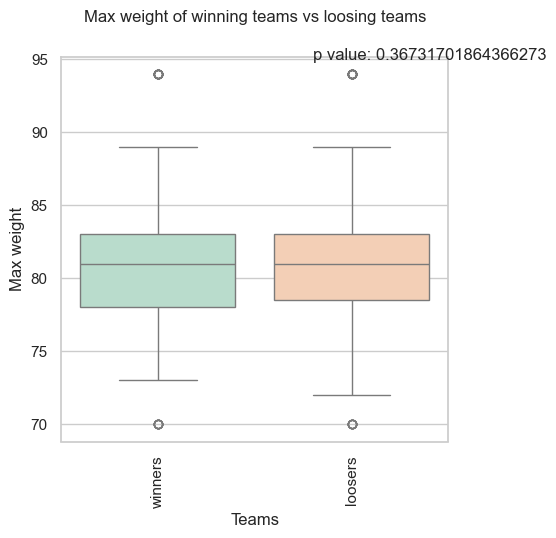 Max weight of winning teams vs loosing teams
p value: 0.36731701864366273
95
90
85
80
75
70
Max weight
winners
loosers
Teams